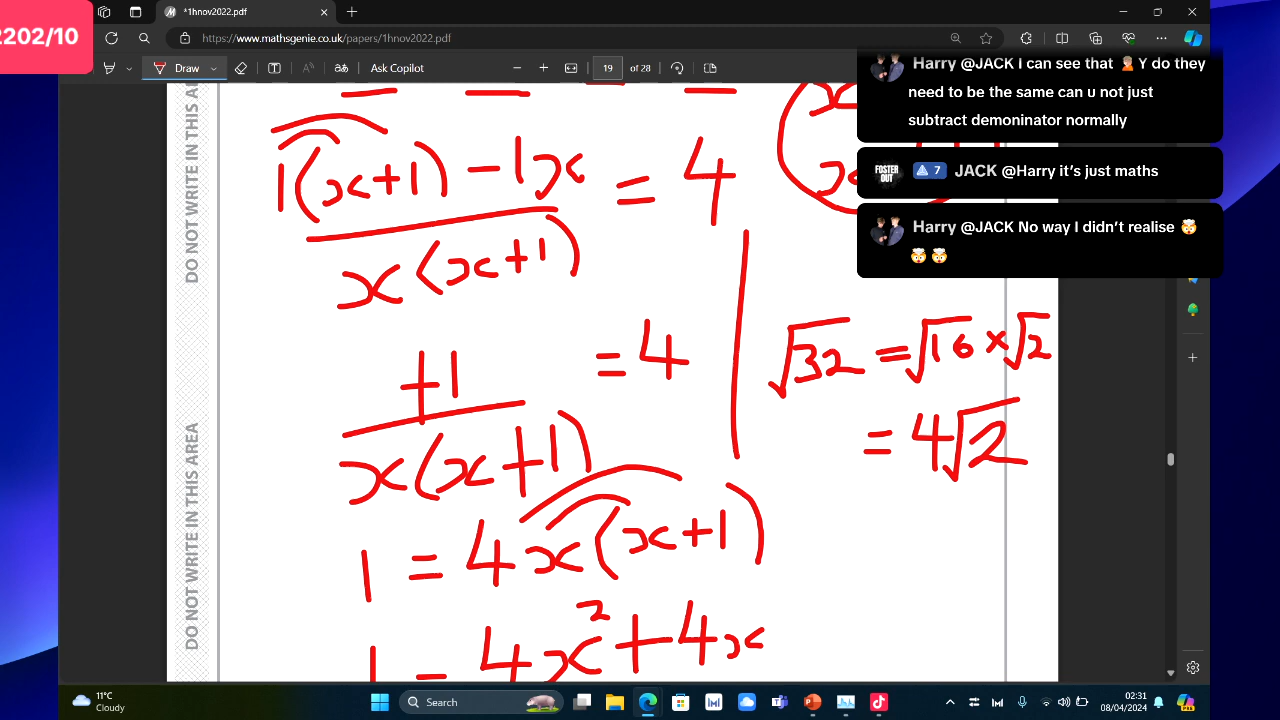 2202/10
*1hnov2022.pdf
https://www.mathsgenie.co.uk/papers/1hnov2022.pdf
Draw
Ask Copilot
19 of 28
Harry @JACK I can see that 🤦🏻 Y do they
need to be the same can u not just
subtract demoninator normally
7 JACK @Harry it's just maths
FOSTER
OUT
Harry @JACK No way I didn't realise 🤯
🤯 🤯
DO NOT WRITE IN THIS AREA
DO NOT WRITE IN THIS AREA
1(x+1) - 1x = 4
x(x+1)
+1 = 4
x(x+1)
1 = 4x(x+1)
1 = 4x² + 4x
√32 = √16 × √2
= 4√2
11°C
Cloudy
Search
02:31
08/04/2024